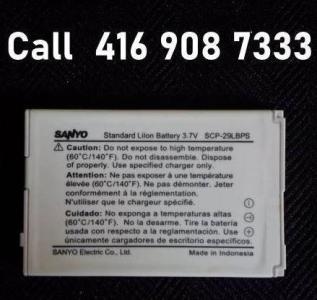 Call 416 908 7333
SANYO Standard LiIon Battery 3.7V SCP-29LBPS
Caution: Do not expose to high temperature
(60°C/140°F). Do not disassemble. Dispose
of properly. Use specified charger only.
Attention: Ne pas exposer à une température
élevée (60°C/140°F). Ne pas démonter. Jeter
conformément à la réglementation.
N'utiliser que le chargeur spécifié.
Cuidado: No exponga a temperaturas altas
(60°C/140°F). No desmonte. Tire la batería
usada con respecto a la reglamentación. Use
únicamente cargadores de escritorio específicos.
SANYO Electric Co., Ltd. Made in Indonesia